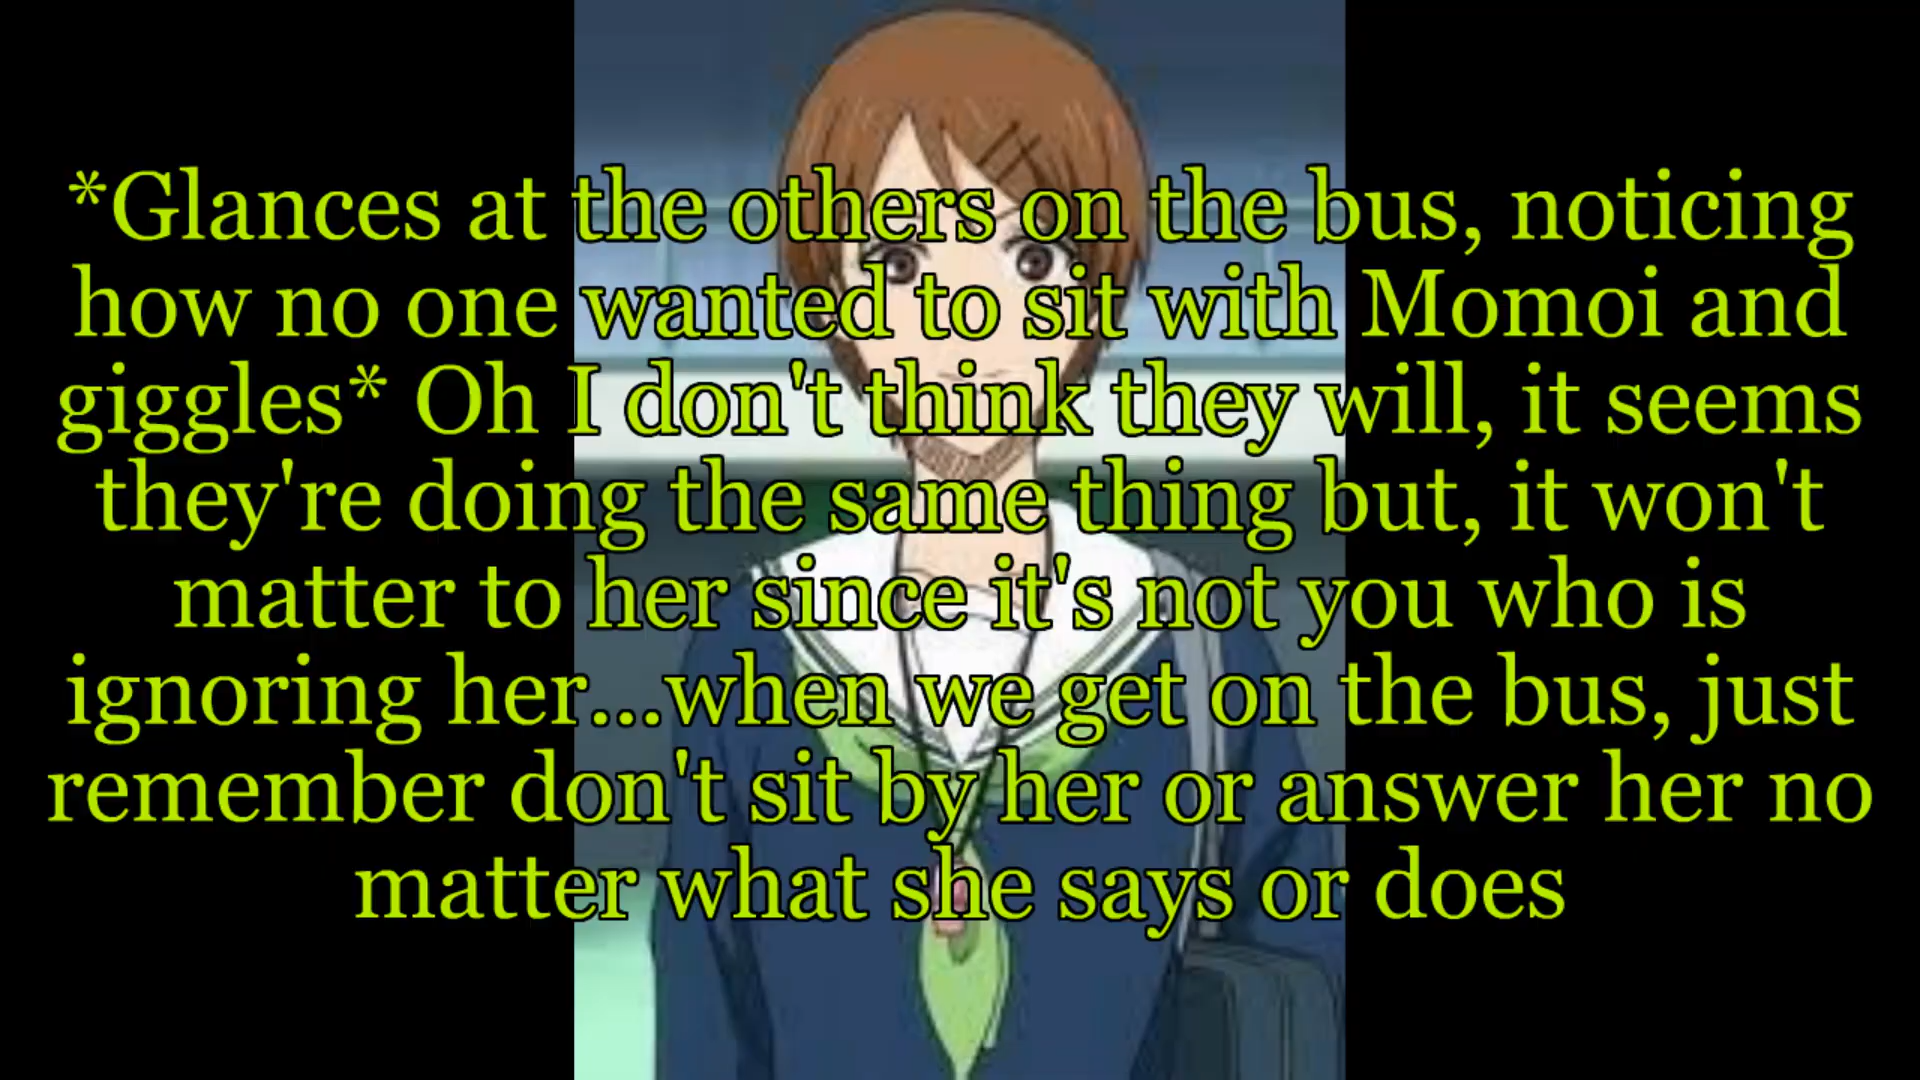 *Glances at the others on the bus, noticing
how no one wanted to sit with Momoi and
giggles* Oh I don't think they will, it seems
they're doing the same thing but, it won't
matter to her since it's not you who is
ignoring her...when we get on the bus, just
remember don't sit by her or answer her no
matter what she says or does